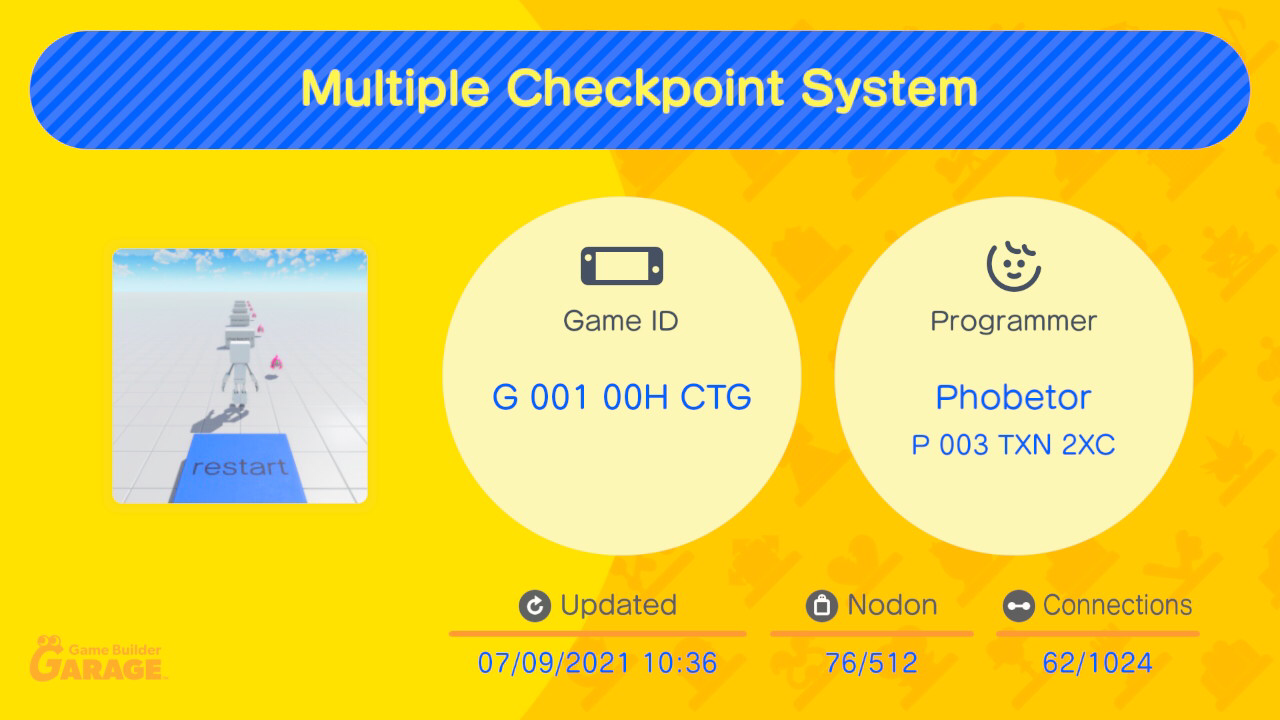 Multiple Checkpoint System
restart
Game ID
G 001 00H CTG
Programmer
Phobetor
P 003 TXN 2XC
Updated
07/09/2021 10:36
Nodon
76/512
Connections
62/1024
Game Builder
GARAGE